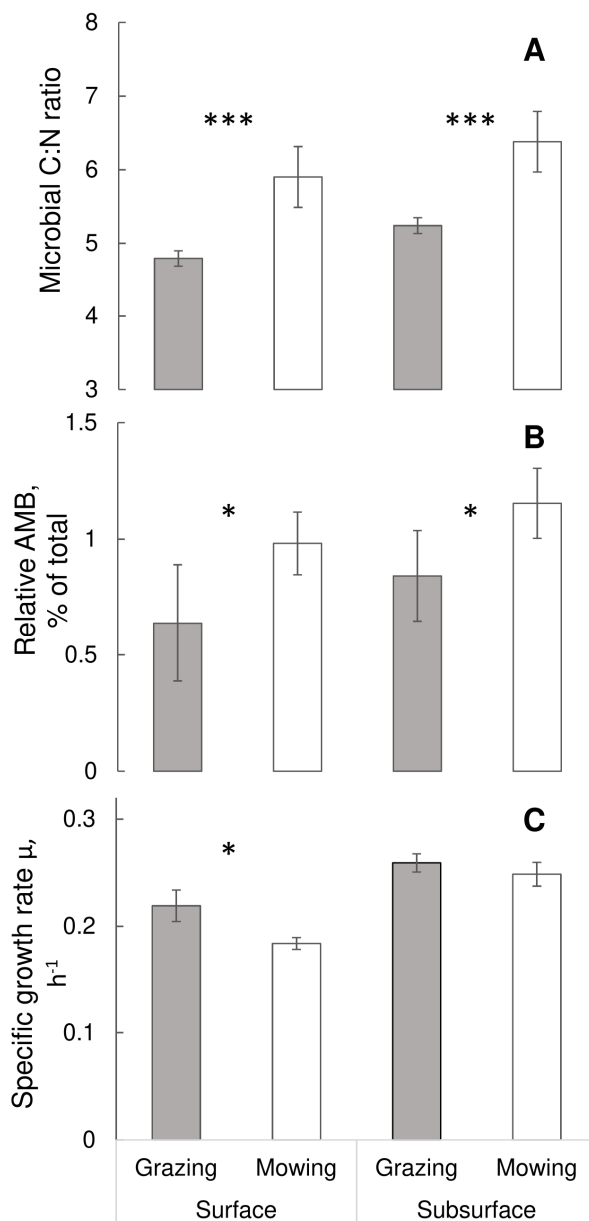 A
Microbial C:N ratio
8
7
6
5
4
3
***
***
B
Relative AMB,
% of total
1.5
1
0.5
0
*
*
C
Specific growth rate µ,
h-1
0.3
0.2
0.1
0
*
Grazing Mowing Grazing Mowing
Surface Subsurface